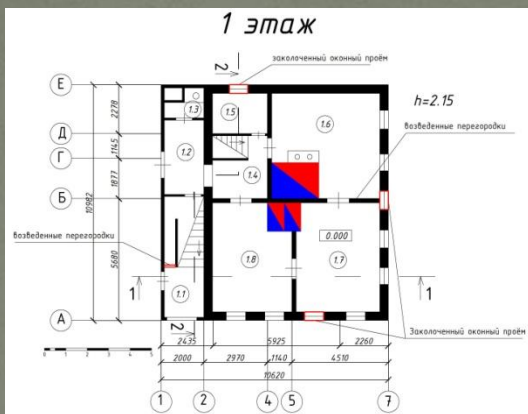 1 этаж
2
заколоченный оконный проём
Е
1.3
1.5
1.6
h=2.15
2278
возведенные перегородки
Д
1145
1.2
Г
1877
1.4
10982
Б
возведенные перегородки
0.000
5680
1.8
1.7
1
1.1
1
1
А
2
Заколоченный оконный проём
2435
5925
2260
0 1 2 3 4 5
2000
2970
1140
4510
10620
1
2
4
5
7